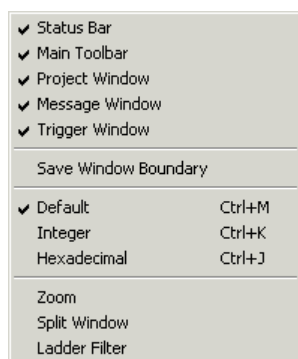 Status Bar
Main Toolbar
Project Window
Message Window
Trigger Window
Save Window Boundary
Default Ctrl+M
Integer Ctrl+K
Hexadecimal Ctrl+J
Zoom
Split Window
Ladder Filter